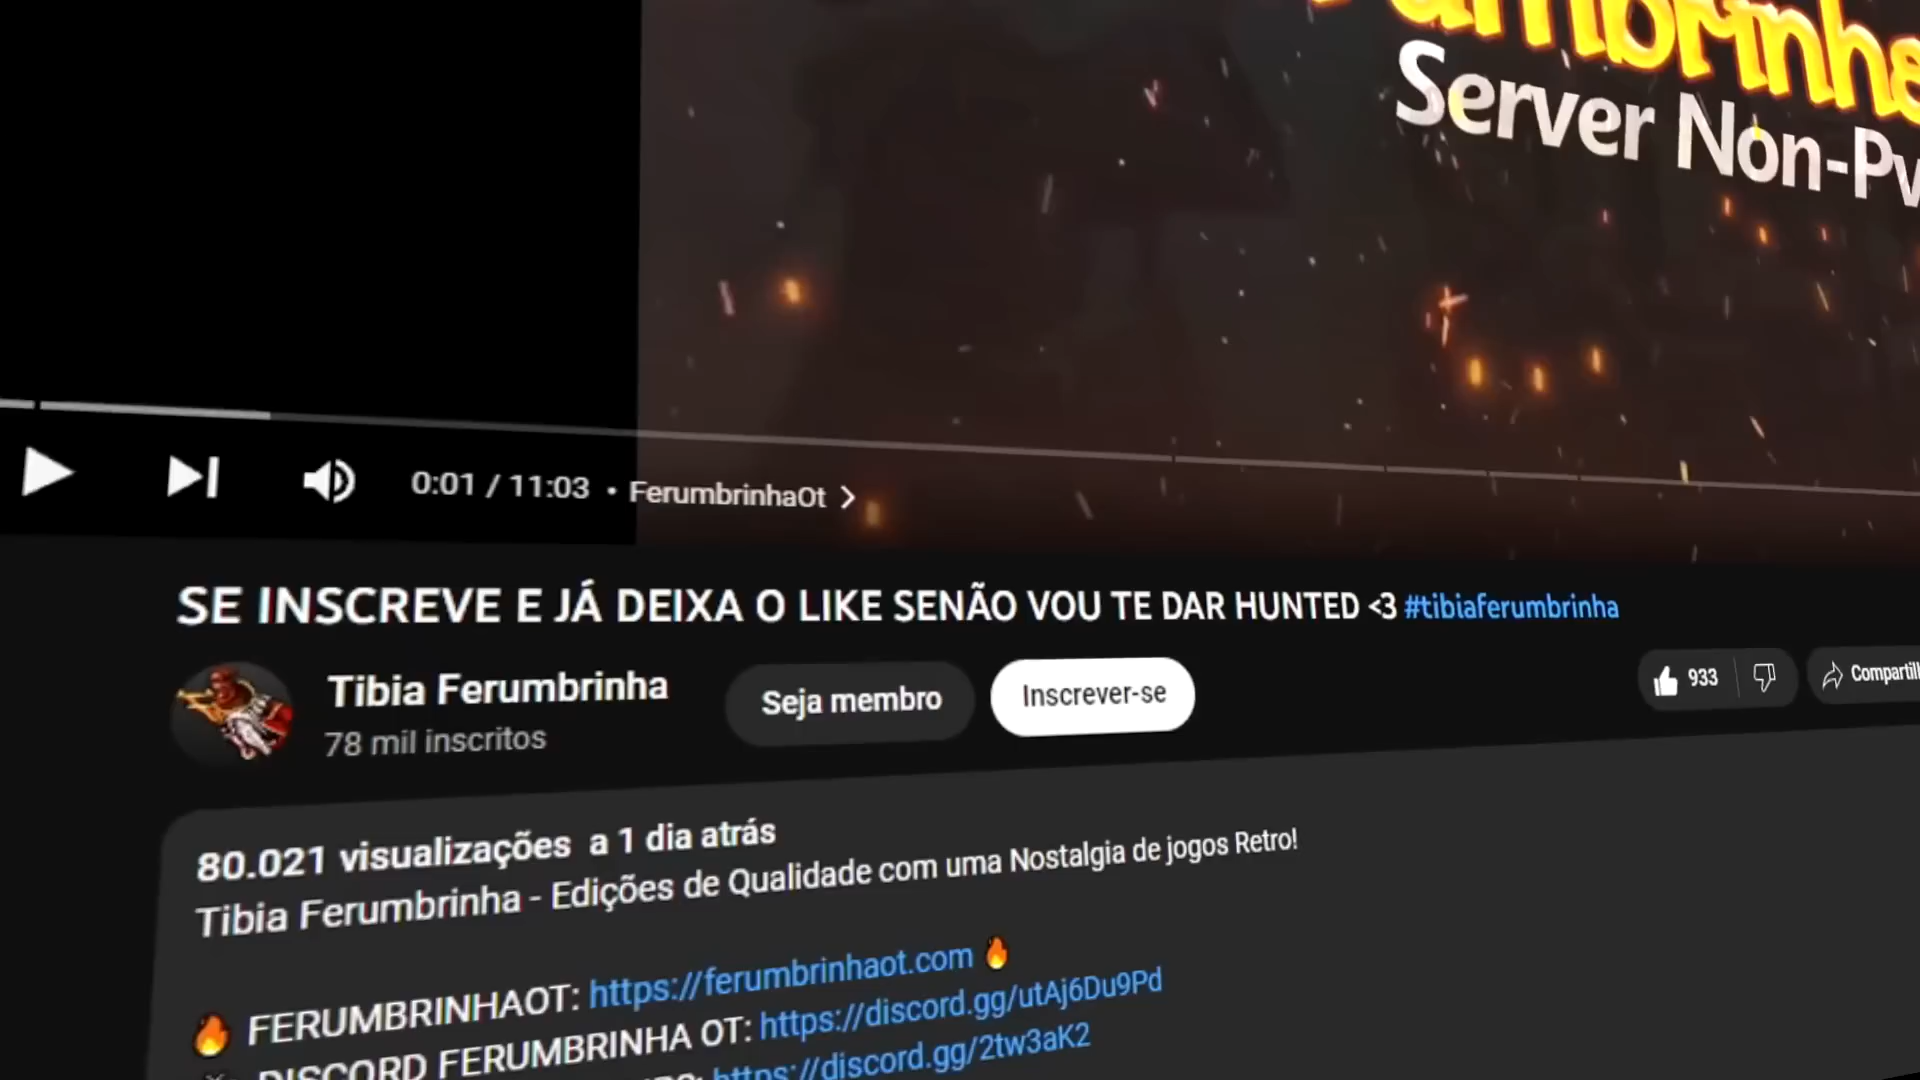 Server Non-Pv
0:01 / 11:03 • FerumbrinhaOt
SE INSCREVE E JÁ DEIXA O LIKE SENÃO VOU TE DAR HUNTED <3 #tibiaferumbrinha
Tibia Ferumbrinha
78 mil inscritos
Seja membro
Inscrever-se
933
Compartil
80.021 visualizações a 1 dia atrás
Tibia Ferumbrinha - Edições de Qualidade com uma Nostalgia de jogos Retro!
🔥 FERUMBRINHAOT: https://ferumbrinhaot.com 🔥
DISCORD FERUMBRINHA OT: https://discord.gg/utAj6Du9Pd
https://discord.gg/2tw3aK2